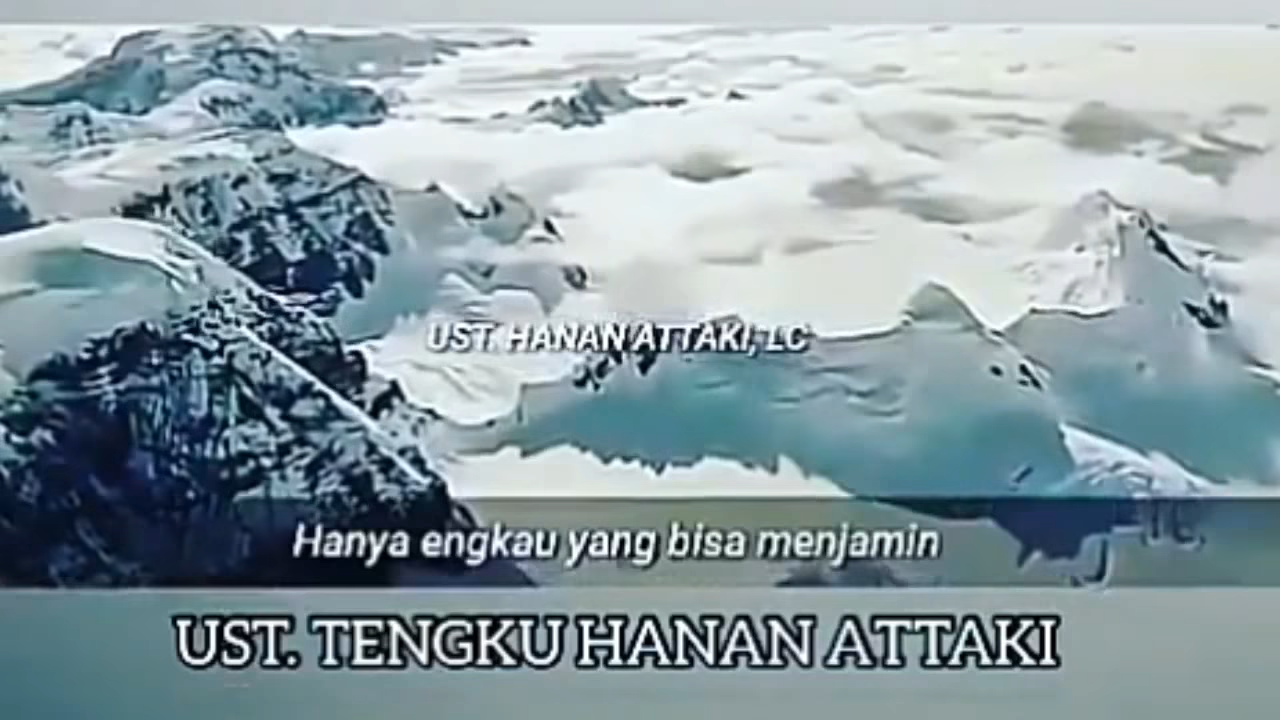 UST. HANAN ATTAKI, LC
Hanya engkau yang bisa menjamin
UST. TENGKU HANAN ATTAKI